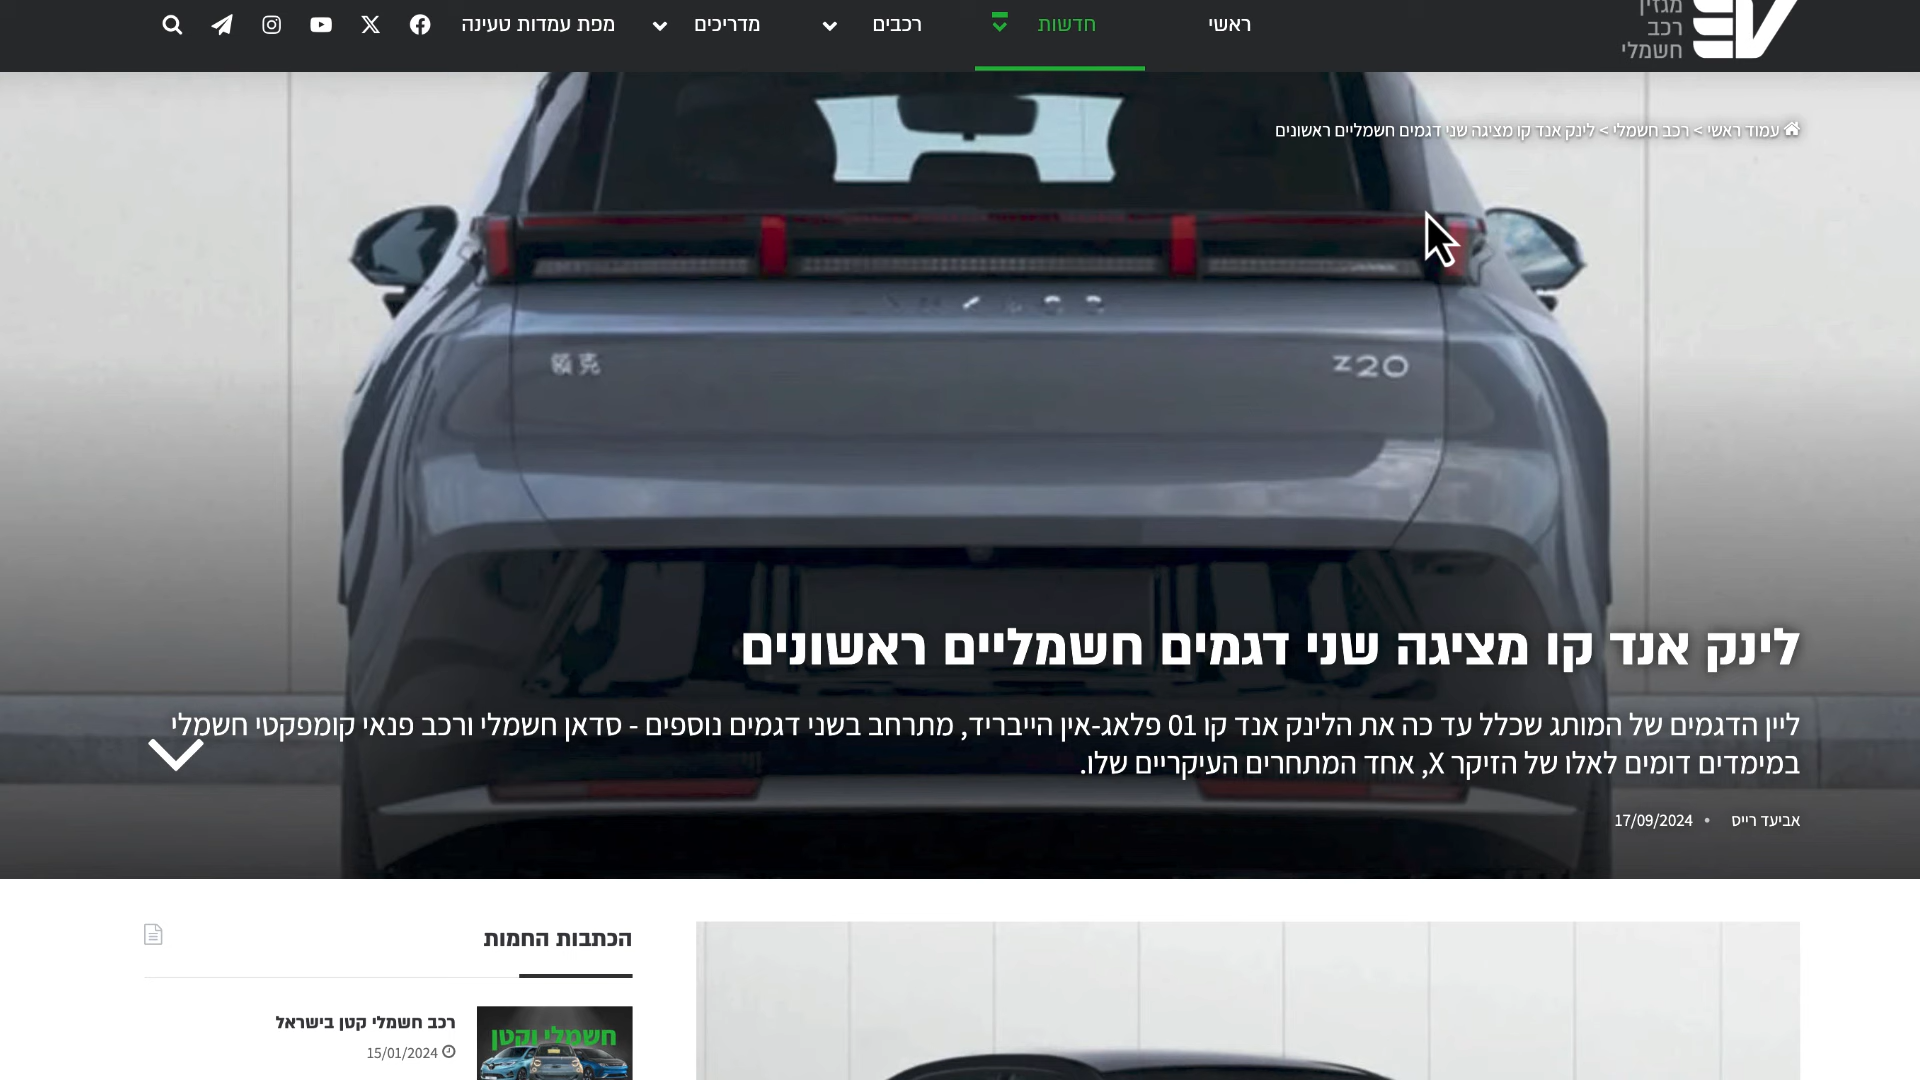 מגזין
רכב
חשמלי
ראשי
חדשות
רכבים
מדריכים
מפת עמדות טעינה
עמוד ראשי > רכב חשמלי > לינק אנד קו מציגה שני דגמים חשמליים ראשונים
領克
Z20
לינק אנד קו מציגה שני דגמים חשמליים ראשונים
ליין הדגמים של המותג שכלל עד כה את הלינק אנד קו 01 פלאג-אין הייבריד, מתרחב בשני דגמים נוספים - סדאן חשמלי ורכב פנאי קומפקטי חשמלי
במימדים דומים לאלו של הזיקר X, אחד המתחרים העיקריים שלו.
אביעד רייס • 17/09/2024
הכתבות החמות
רכב חשמלי קטן בישראל
15/01/2024
חשמלי וקטן